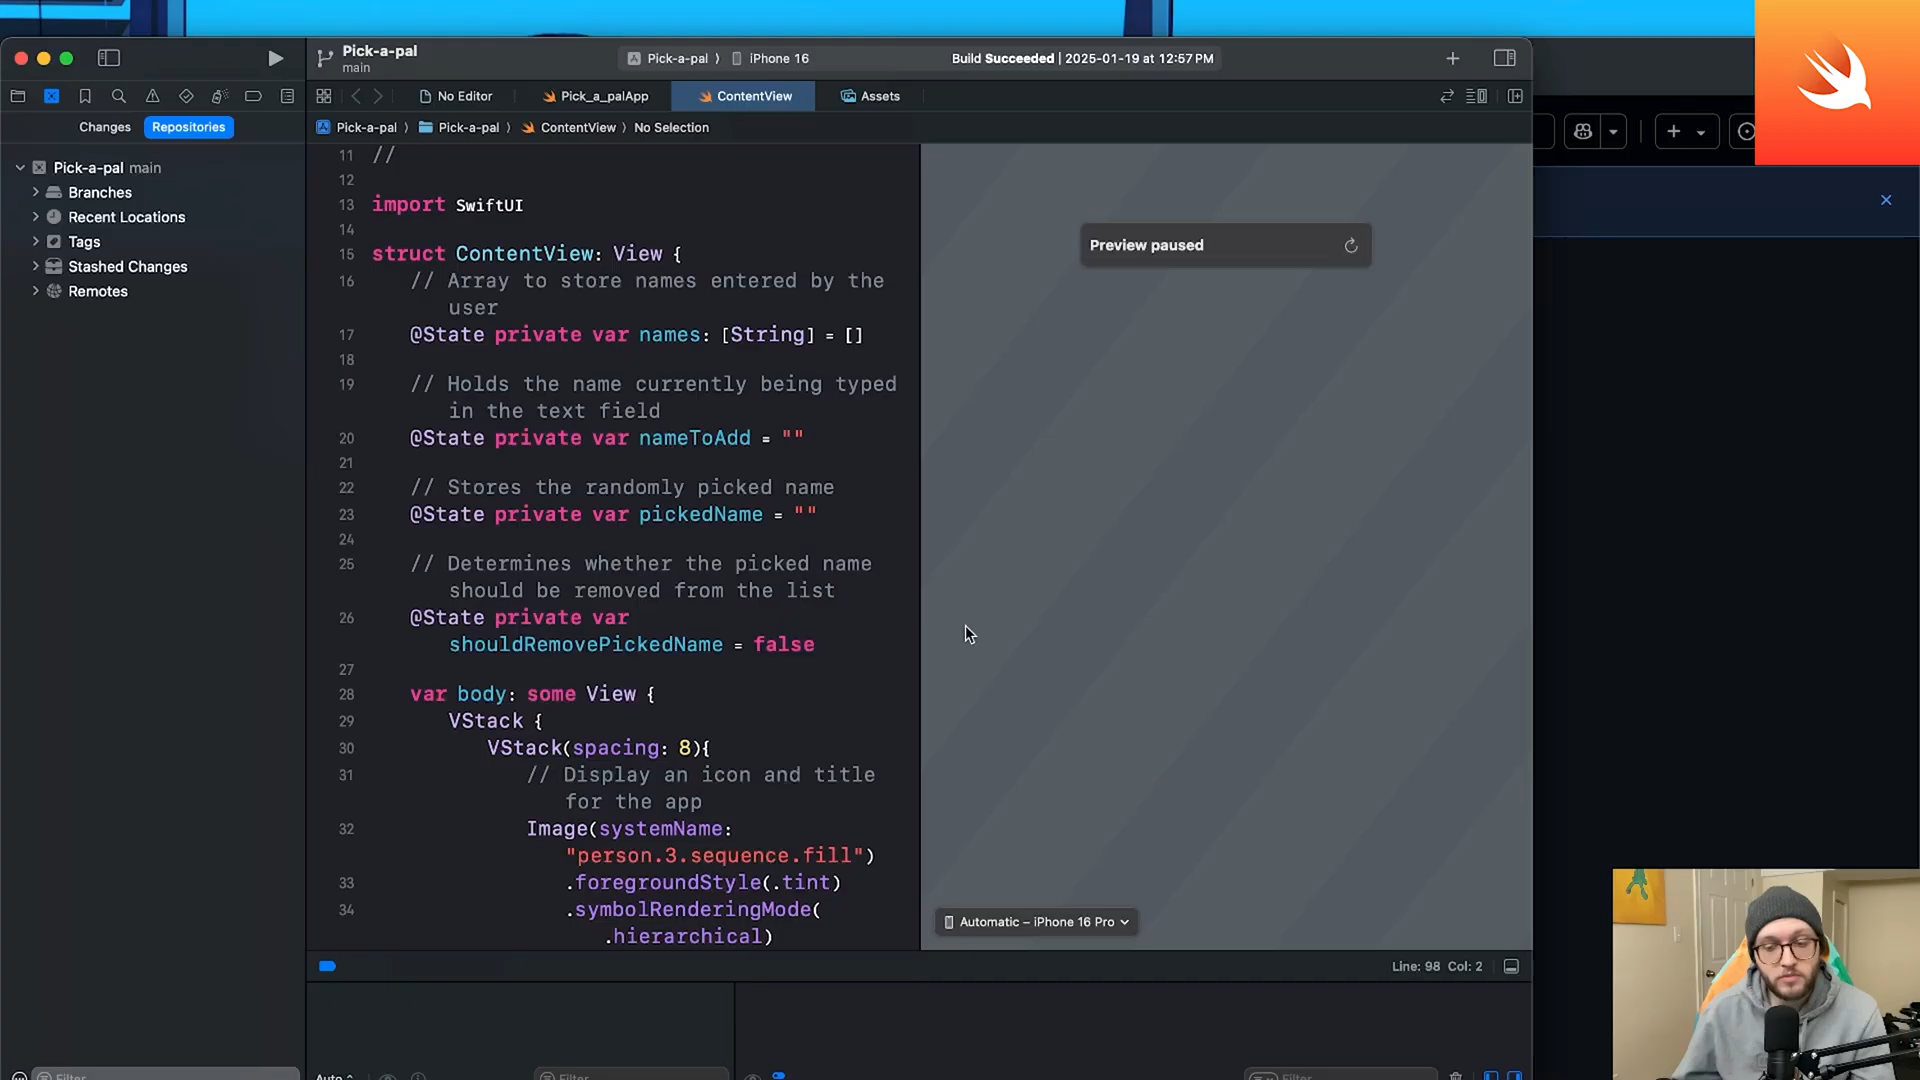 Pick-a-pal
main
Pick-a-pal 〉 iPhone 16
Build Succeeded | 2025-01-19 at 12:57 PM
No Editor
Pick_a_palApp
ContentView
Assets
Changes
Repositories
Pick-a-pal 〉 Pick-a-pal 〉 ContentView 〉 No Selection
Pick-a-pal main
Branches
Recent Locations
Tags
Stashed Changes
Remotes
11 //
12
13 import SwiftUI
14
15 struct ContentView: View {
16 // Array to store names entered by the
user
17 @State private var names: [String] = []
18
19 // Holds the name currently being typed
in the text field
20 @State private var nameToAdd = ""
21
22 // Stores the randomly picked name
23 @State private var pickedName = ""
24
25 // Determines whether the picked name
should be removed from the list
26 @State private var
shouldRemovePickedName = false
27
28 var body: some View {
29 VStack {
30 VStack(spacing: 8){
31 // Display an icon and title
for the app
32 Image(systemName:
"person.3.sequence.fill")
33 .foregroundStyle(.tint)
34 .symbolRenderingMode(
.hierarchical)
Preview paused
Automatic – iPhone 16 Pro
Line: 98 Col: 2
Filter
Auto
Filter
Filter